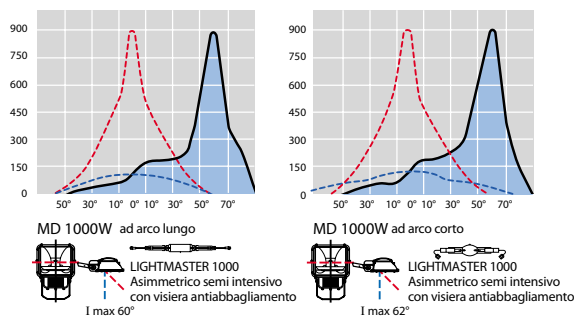 900
750
600
450
300
150
0
50° 30° 10° 0° 10° 30° 50° 70°
MD 1000W ad arco lungo
LIGHTMASTER 1000
Asimmetrico semi intensivo
con visiera antiabbagliamento
I max 60°
900
750
600
450
300
150
0
50° 30° 10° 0° 10° 30° 50° 70°
MD 1000W ad arco corto
LIGHTMASTER 1000
Asimmetrico semi intensivo
con visiera antiabbagliamento
I max 62°